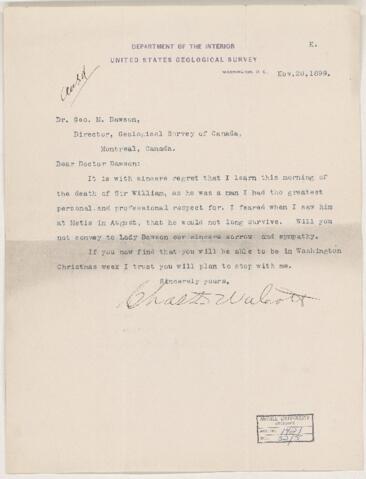 DEPARTMENT OF THE INTERIOR
K.
UNITED STATES GEOLOGICAL SURVEY
WASHINGTON, D. C.
Nov.20,1899.
Dr. Geo. M. Dawson,
Director, Geological Survey of Canada,
Montreal, Canada.
Dear Doctor Dawson:
It is with sincere regret that I learn this morning of
the death of Sir William, as he was a man I had the greatest
personal and professional respect for. I feared when I saw him
at Metis in August, that he would not long survive. Will you
not convey to Lady Dawson our sincere sorrow and sympathy.
If you now find that you will be able to be in Washington
Christmas week I trust you will plan to stop with me.
Sincerely yours,
Chas D Walcott
McGILL UNIVERSITY
ARCHIVES
1421